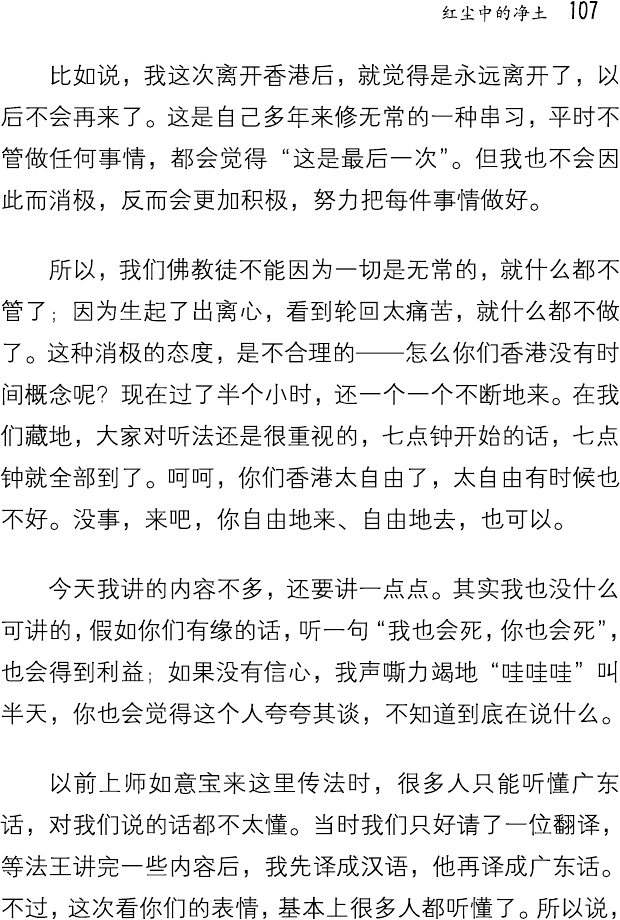 红尘中的净土 107
比如说，我这次离开香港后，就觉得是永远离开了，以
后不会再来了。这是自己多年来修无常的一种串习，平时不
管做任何事情，都会觉得“这是最后一次”。但我也不会因
此而消极，反而会更加积极，努力把每件事情做好。
所以，我们佛教徒不能因为一切是无常的，就什么都不
管了；因为生起了出离心，看到轮回太痛苦，就什么都不做
了。这种消极的态度，是不合理的——怎么你们香港没有时
间概念呢？现在过了半个小时，还一个一个不断地来。在我
们藏地，大家对听法还是很重视的，七点钟开始的话，七点
钟就全部到了。呵呵，你们香港太自由了，太自由有时候也
不好。没事，来吧，你自由地来、自由地去，也可以。
今天我讲的内容不多，还要讲一点点。其实我也没什么
可讲的，假如你们有缘的话，听一句“我也会死，你也会死”，
也会得到利益；如果没有信心，我声嘶力竭地“哇哇哇”叫
半天，你也会觉得这个人夸夸其谈，不知道到底在说什么。
以前上师如意宝来这里传法时，很多人只能听懂广东
话，对我们说的话都不太懂。当时我们只好请了一位翻译，
等法王讲完一些内容后，我先译成汉语，他再译成广东话。
不过，这次看你们的表情，基本上很多人都听懂了。所以说，